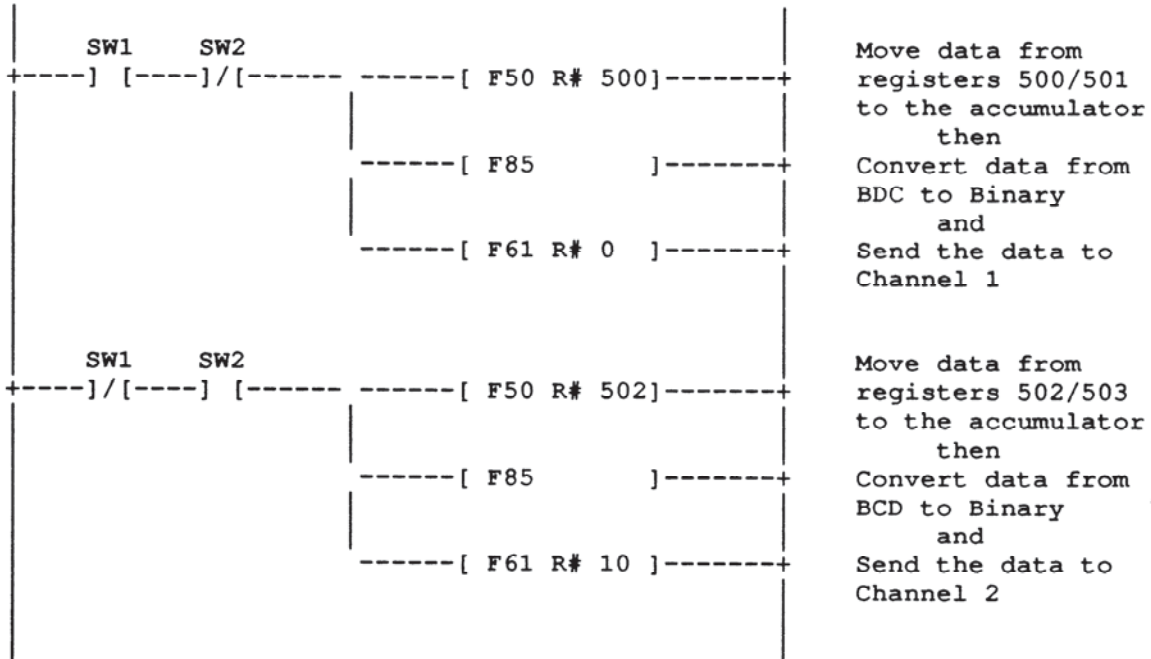 SW1 SW2
+----] [----]/[------ ------[ F50 R# 500]-------+
------[ F85 ]-------+
------[ F61 R# 0 ]-------+
Move data from
registers 500/501
to the accumulator
then
Convert data from
BDC to Binary
and
Send the data to
Channel 1
SW1 SW2
+----]/[----] [------ ------[ F50 R# 502]-------+
------[ F85 ]-------+
------[ F61 R# 10 ]-------+
Move data from
registers 502/503
to the accumulator
then
Convert data from
BCD to Binary
and
Send the data to
Channel 2